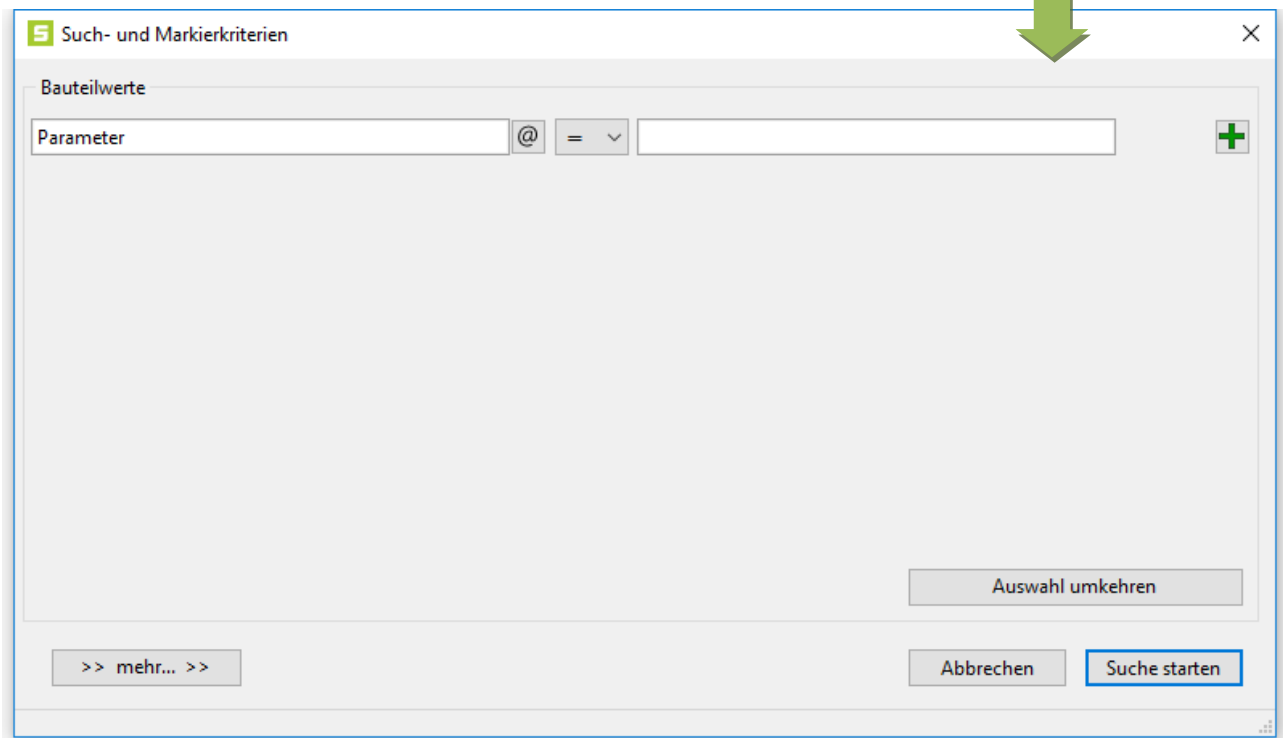 Such- und Markierkriterien
Bauteilwerte
Parameter @ =
Auswahl umkehren
>> mehr... >> Abbrechen Suche starten